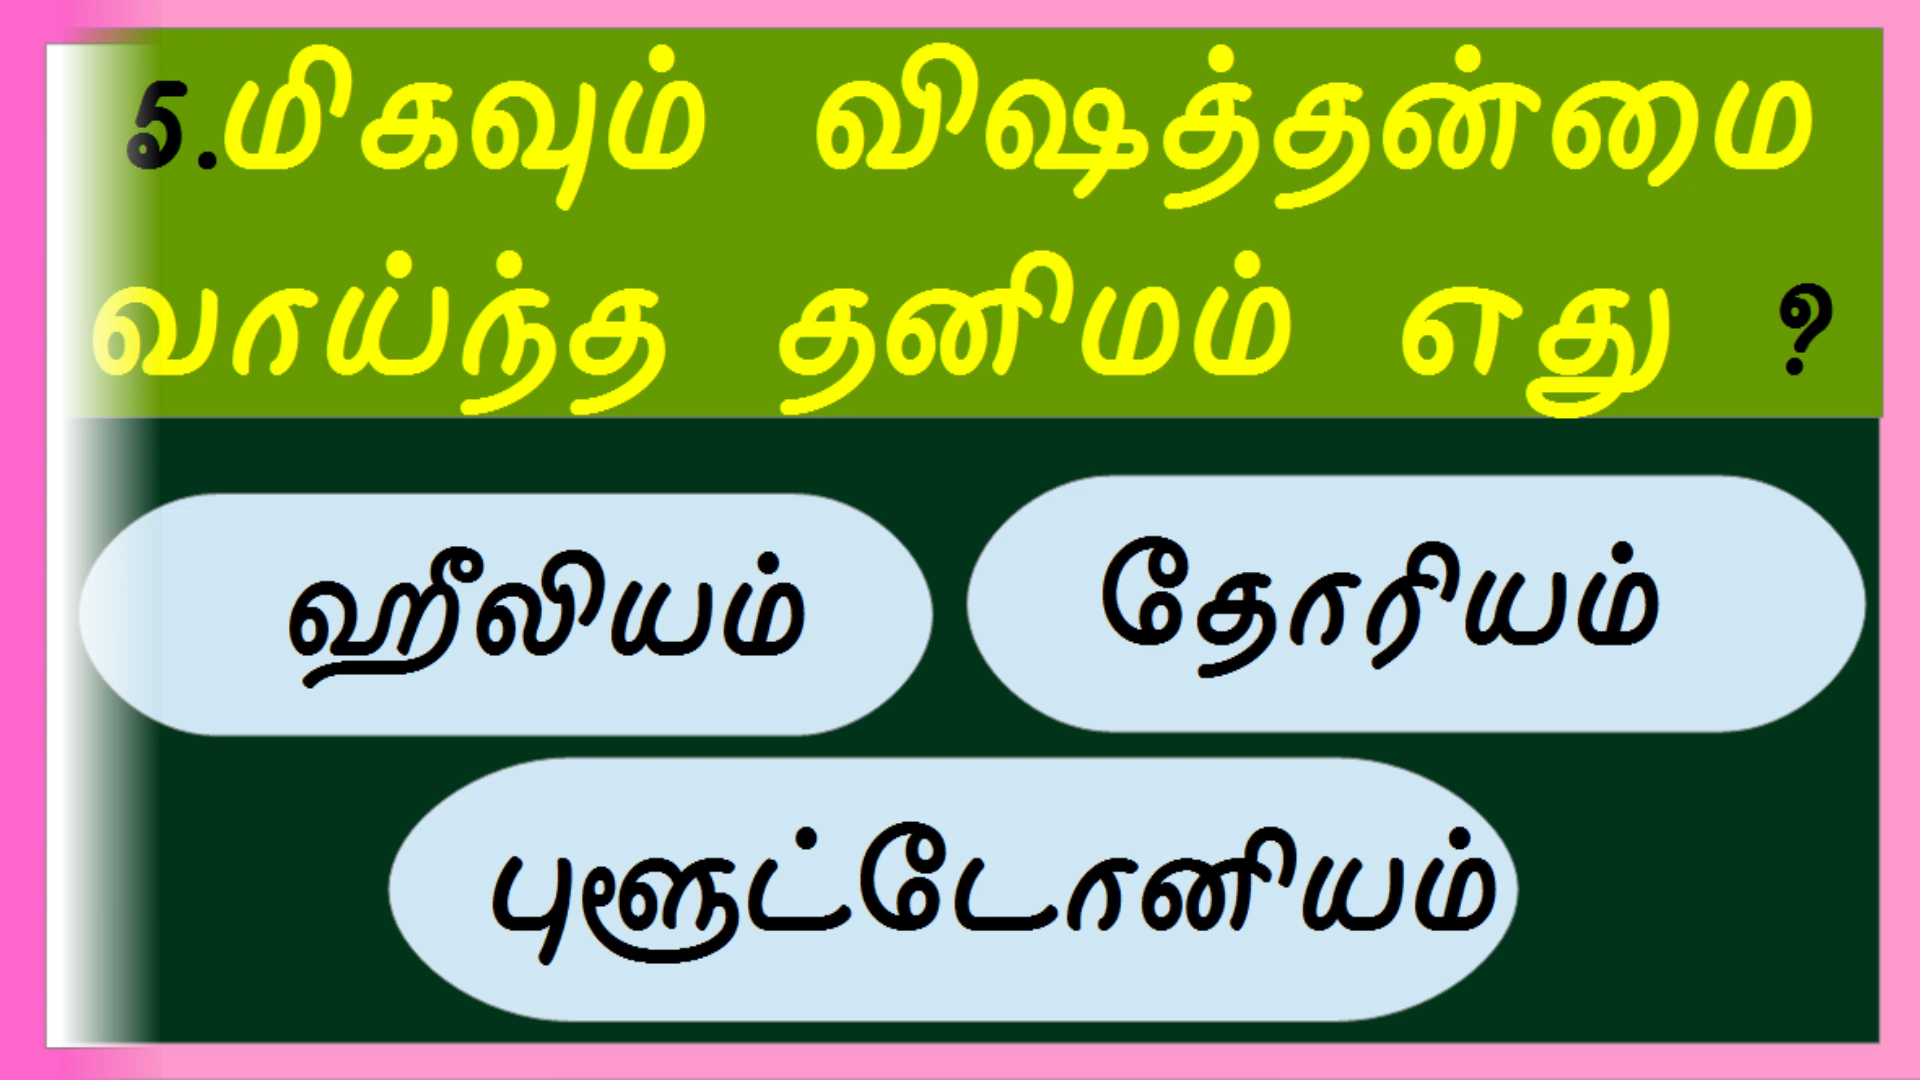 5.மிகவும் விஷத்தன்மை
வாய்ந்த தனிமம் எது ?
ஹீலியம்
தோரியம்
புளூட்டோனியம்